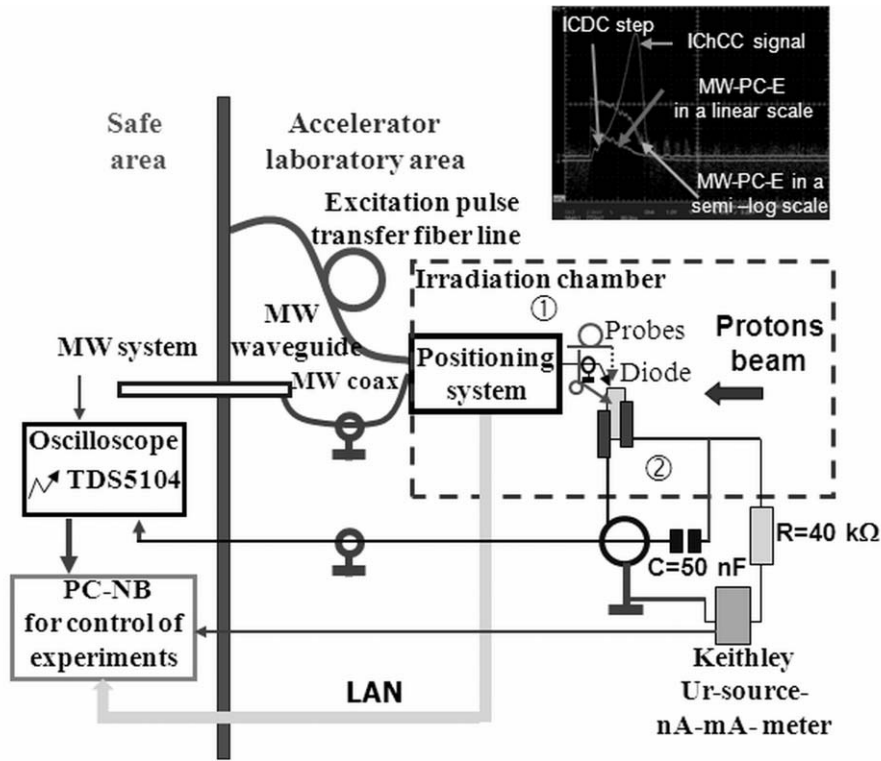 ICDC step
IChCC signal
MW-PC-E
in a linear scale
MW-PC-E in a
semi –log scale
Safe
area
Accelerator
laboratory area
Excitation pulse
transfer fiber line
Irradiation chamber
①
MW
waveguide
MW system
MW coax
Positioning
system
Probes
Diode
Protons
beam
Oscilloscope
TDS5104
②
R=40 kΩ
C=50 nF
PC-NB
for control of
experiments
Keithley
Ur-source-
nA-mA- meter
LAN